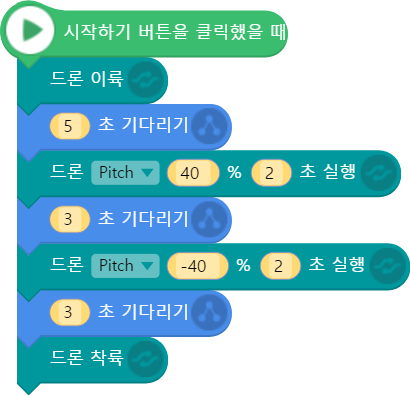 시작하기 버튼을 클릭했을 때
드론 이륙
5 초 기다리기
드론 Pitch 40 % 2 초 실행
3 초 기다리기
드론 Pitch -40 % 2 초 실행
3 초 기다리기
드론 착륙